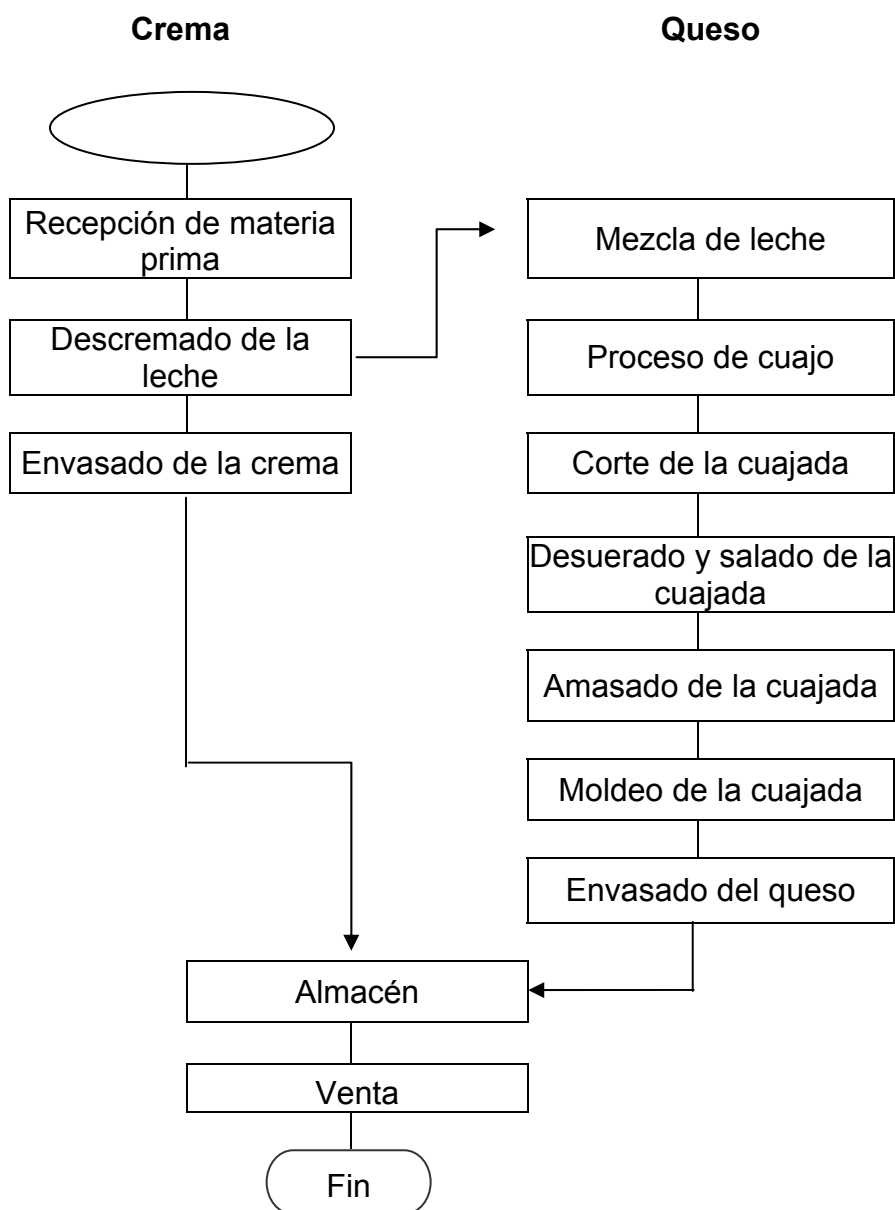 Crema
Queso
Recepción de materia
prima
Descremado de la
leche
Envasado de la crema
Mezcla de leche
Proceso de cuajo
Corte de la cuajada
Desuerado y salado de la
cuajada
Amasado de la cuajada
Moldeo de la cuajada
Envasado del queso
Almacén
Venta
Fin